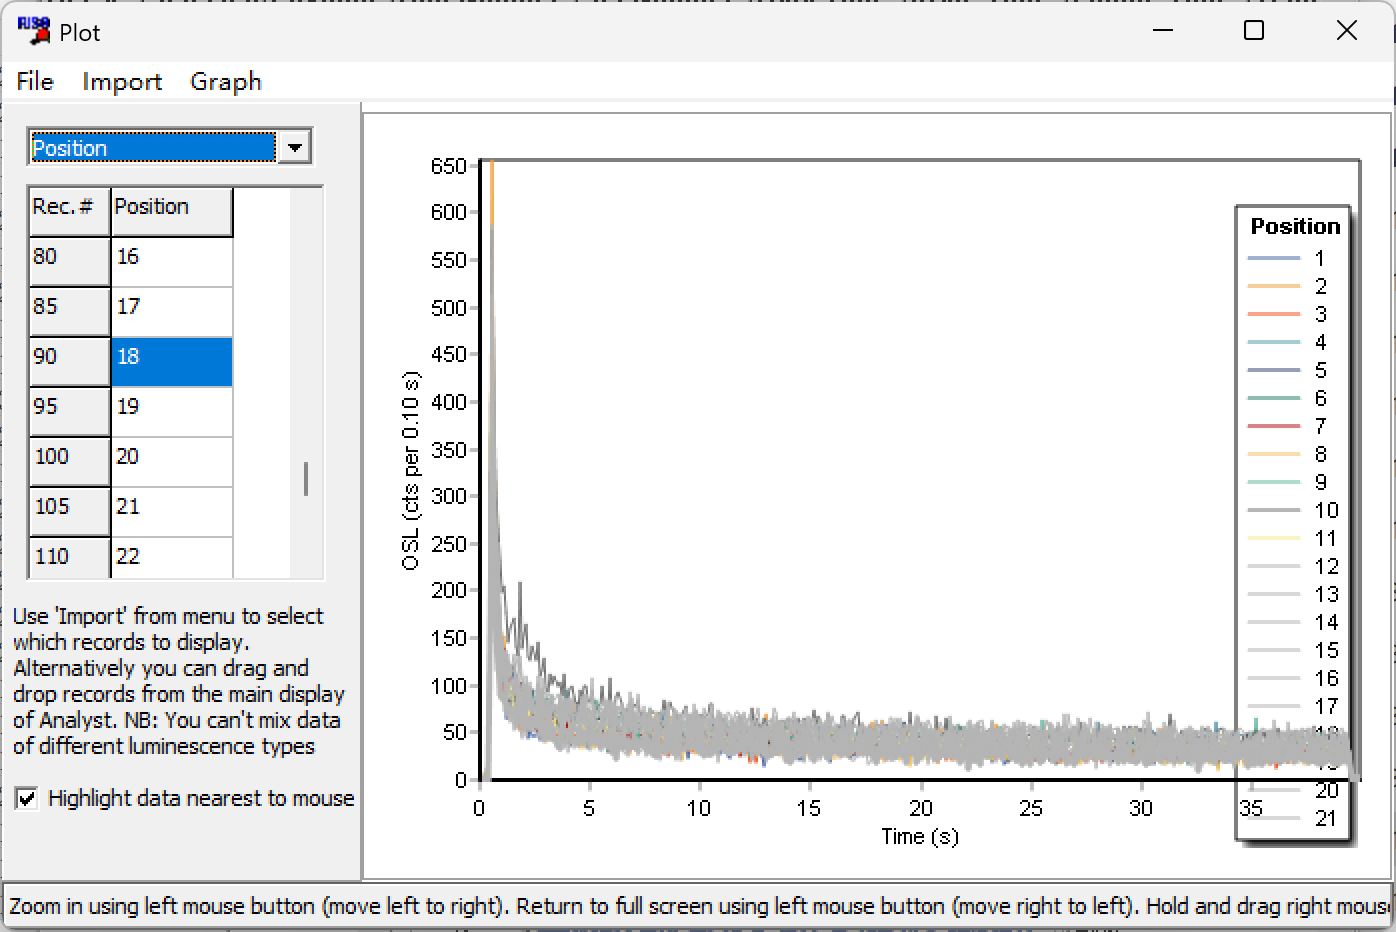 RISØ Plot
File Import Graph
Position
Rec. # Position
80 16
85 17
90 18
95 19
100 20
105 21
110 22
Use 'Import' from menu to select
which records to display.
Alternatively you can drag and
drop records from the main display
of Analyst. NB: You can't mix data
of different luminescence types
Highlight data nearest to mouse
OSL (cts per 0.10 s)
650
600
550
500
450
400
350
300
250
200
150
100
50
0
0 5 10 15 20 25 30 35
Time (s)
Position
1
2
3
4
5
6
7
8
9
10
11
12
13
14
15
16
17
20
21
Zoom in using left mouse button (move left to right). Return to full screen using left mouse button (move right to left). Hold and drag right mous